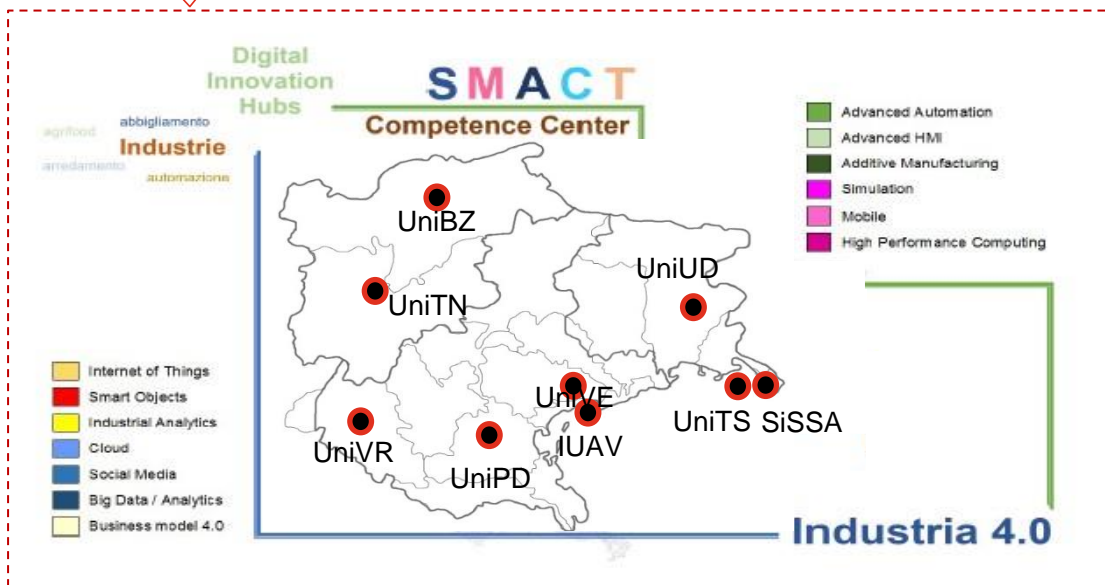 Digital
Innovation
Hubs
SMACT
Competence Center
agrifood
abbigliamento
Industrie
arredamento
automazione
Advanced Automation
Advanced HMI
Additive Manufacturing
Simulation
Mobile
High Performance Computing
UniBZ
UniUD
UniTN
UniVE
UniTS
SiSSA
IUAV
UniVR
UniPD
Internet of Things
Smart Objects
Industrial Analytics
Cloud
Social Media
Big Data / Analytics
Business model 4.0
Industria 4.0